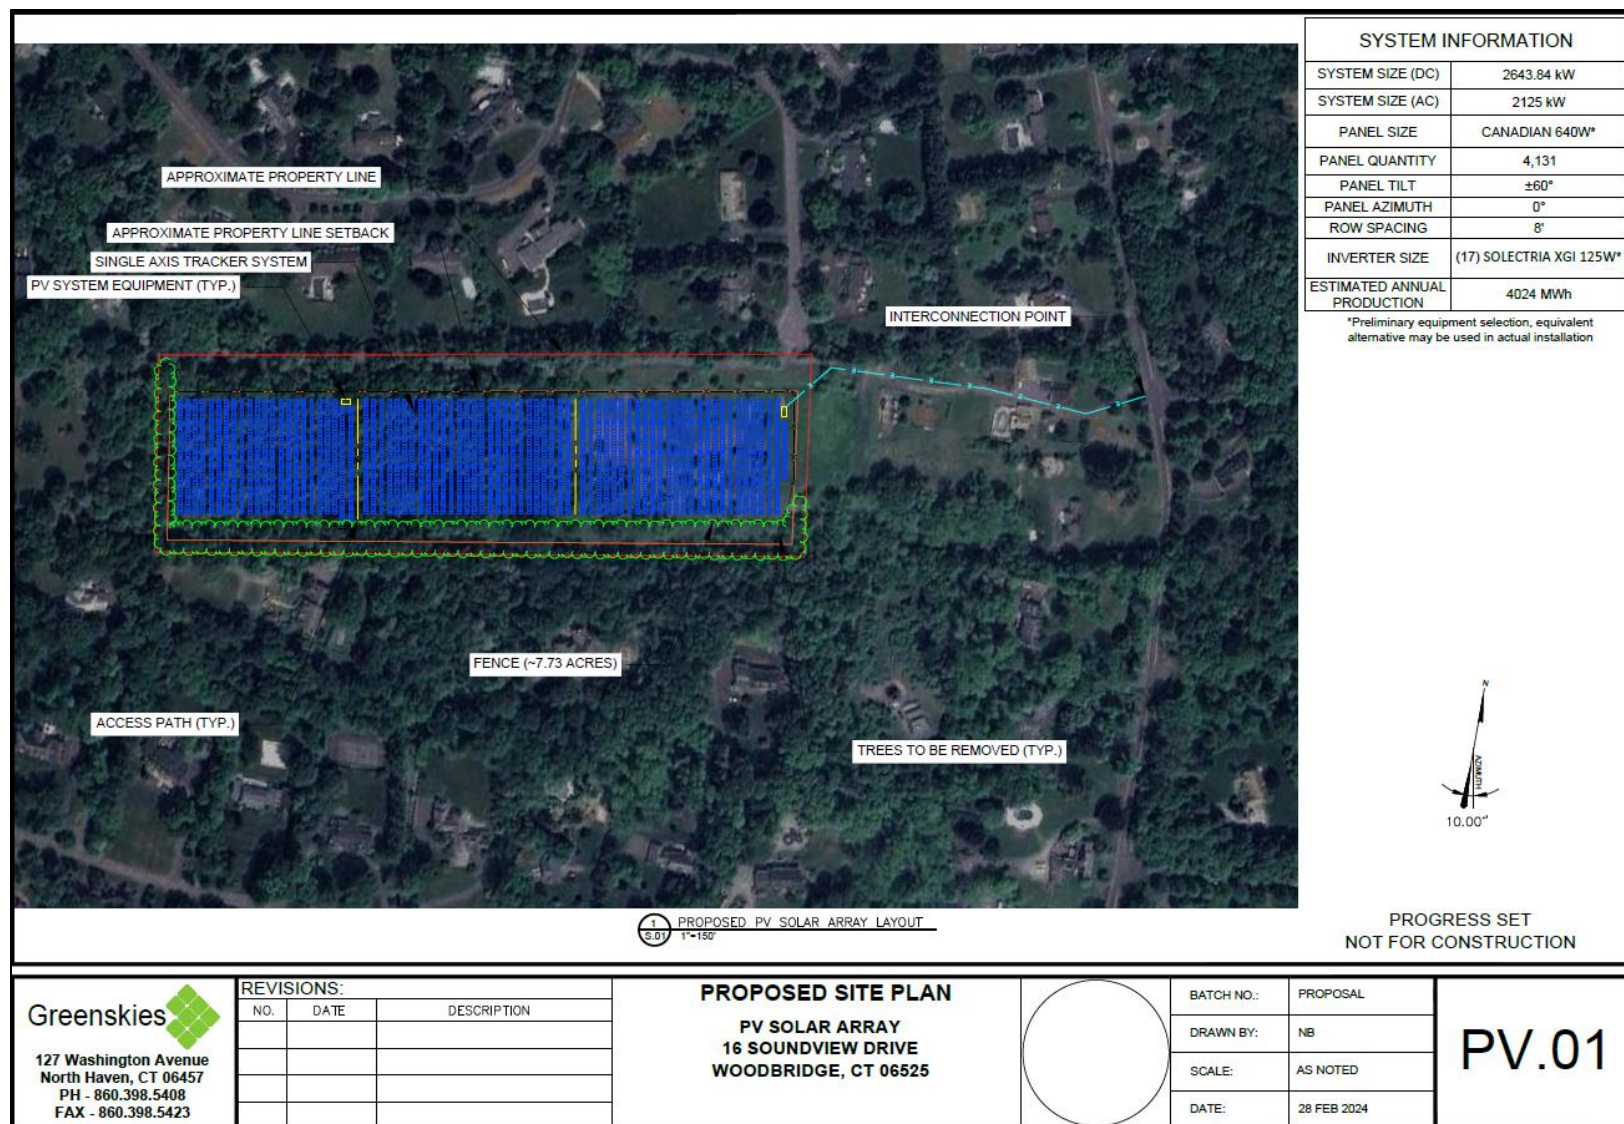 SYSTEM INFORMATION
SYSTEM SIZE (DC) 2643.84 kW
SYSTEM SIZE (AC) 2125 kW
PANEL SIZE CANADIAN 640W*
PANEL QUANTITY 4,131
PANEL TILT ±60°
PANEL AZIMUTH 0°
ROW SPACING 8'
INVERTER SIZE (17) SOLECTRIA XGI 125W*
ESTIMATED ANNUAL
PRODUCTION 4024 MWh
*Preliminary equipment selection, equivalent
alternative may be used in actual installation
APPROXIMATE PROPERTY LINE
APPROXIMATE PROPERTY LINE SETBACK
SINGLE AXIS TRACKER SYSTEM
PV SYSTEM EQUIPMENT (TYP.)
INTERCONNECTION POINT
FENCE (~7.73 ACRES)
ACCESS PATH (TYP.)
TREES TO BE REMOVED (TYP.)
N
AZIMUTH
10.00°
1
S.01
PROPOSED PV SOLAR ARRAY LAYOUT
1"=150'
PROGRESS SET
NOT FOR CONSTRUCTION
Greenskies
127 Washington Avenue
North Haven, CT 06457
PH - 860.398.5408
FAX - 860.398.5423
REVISIONS:
NO. DATE DESCRIPTION
PROPOSED SITE PLAN
PV SOLAR ARRAY
16 SOUNDVIEW DRIVE
WOODBRIDGE, CT 06525
BATCH NO.: PROPOSAL
DRAWN BY: NB
SCALE: AS NOTED
DATE: 28 FEB 2024
PV.01